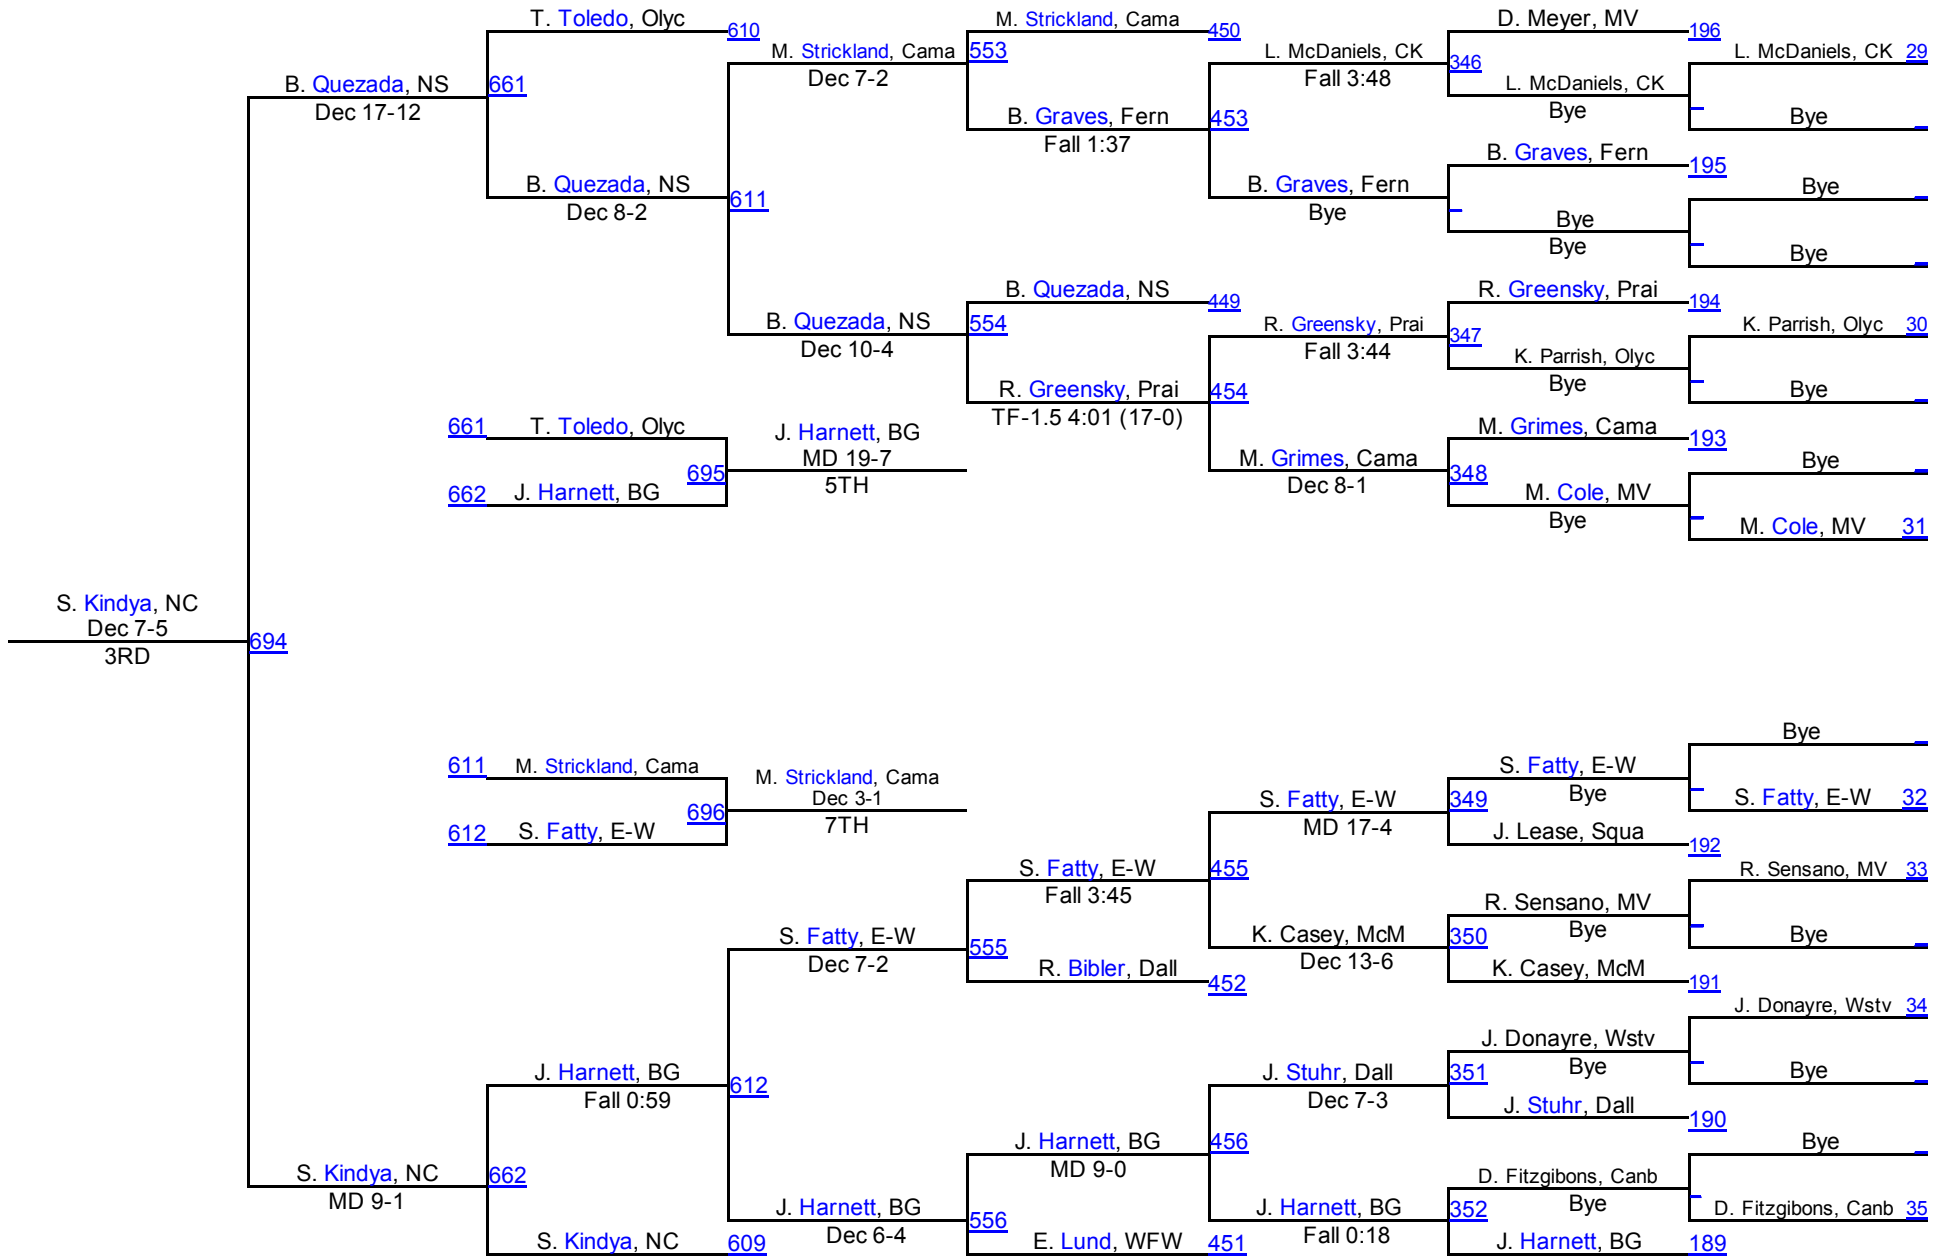 T. Toledo, Olyc 610
M. Strickland, Cama 450
D. Meyer, MV 196
M. Strickland, Cama 553
Dec 7-2
L. McDaniels, CK 346
Fall 3:48
L. McDaniels, CK 29
B. Quezada, NS 661
Dec 17-12
L. McDaniels, CK
Bye
B. Graves, Fern 453
Fall 1:37
Bye
B. Graves, Fern 195
B. Quezada, NS 611
Dec 8-2
B. Graves, Fern
Bye
Bye
Bye
Bye
Bye
B. Quezada, NS 449
R. Greensky, Prai 194
B. Quezada, NS 554
Dec 10-4
R. Greensky, Prai 347
Fall 3:44
K. Parrish, Olyc 30
K. Parrish, Olyc
Bye
R. Greensky, Prai 454
TF-1.5 4:01 (17-0)
Bye
661 T. Toledo, Olyc
J. Harnett, BG
MD 19-7
5TH
695
662 J. Harnett, BG
M. Grimes, Cama 193
M. Grimes, Cama 348
Dec 8-1
Bye
M. Cole, MV
Bye
M. Cole, MV 31
S. Kindya, NC
Dec 7-5
3RD
694
Bye
611 M. Strickland, Cama
M. Strickland, Cama
Dec 3-1
7TH
696
612 S. Fatty, E-W
S. Fatty, E-W
Bye
S. Fatty, E-W 349
MD 17-4
S. Fatty, E-W 32
J. Lease, Squa 192
S. Fatty, E-W 455
Fall 3:45
R. Sensano, MV 33
R. Sensano, MV
Bye
S. Fatty, E-W 555
Dec 7-2
K. Casey, McM 350
Dec 13-6
Bye
R. Bibler, Dall 452
K. Casey, McM 191
J. Donayre, Wstv 34
J. Donayre, Wstv
Bye
J. Harnett, BG 612
Fall 0:59
J. Stuhr, Dall 351
Dec 7-3
Bye
J. Stuhr, Dall 190
J. Harnett, BG 456
MD 9-0
Bye
S. Kindya, NC 662
MD 9-1
D. Fitzgibons, Canb
Bye
J. Harnett, BG 556
Dec 6-4
J. Harnett, BG 352
Fall 0:18
D. Fitzgibons, Canb 35
S. Kindya, NC 609
E. Lund, WFW 451
J. Harnett, BG 189